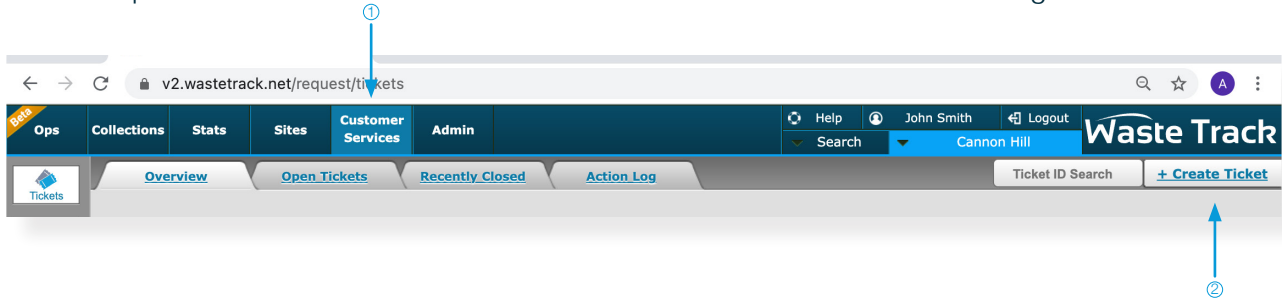 ①
v2.wastetrack.net/request/tickets
A
Beta
Ops Collections Stats Sites Customer Services Admin
Help John Smith Logout
Search Cannon Hill
Waste Track
Tickets
Overview Open Tickets Recently Closed Action Log
Ticket ID Search + Create Ticket
②